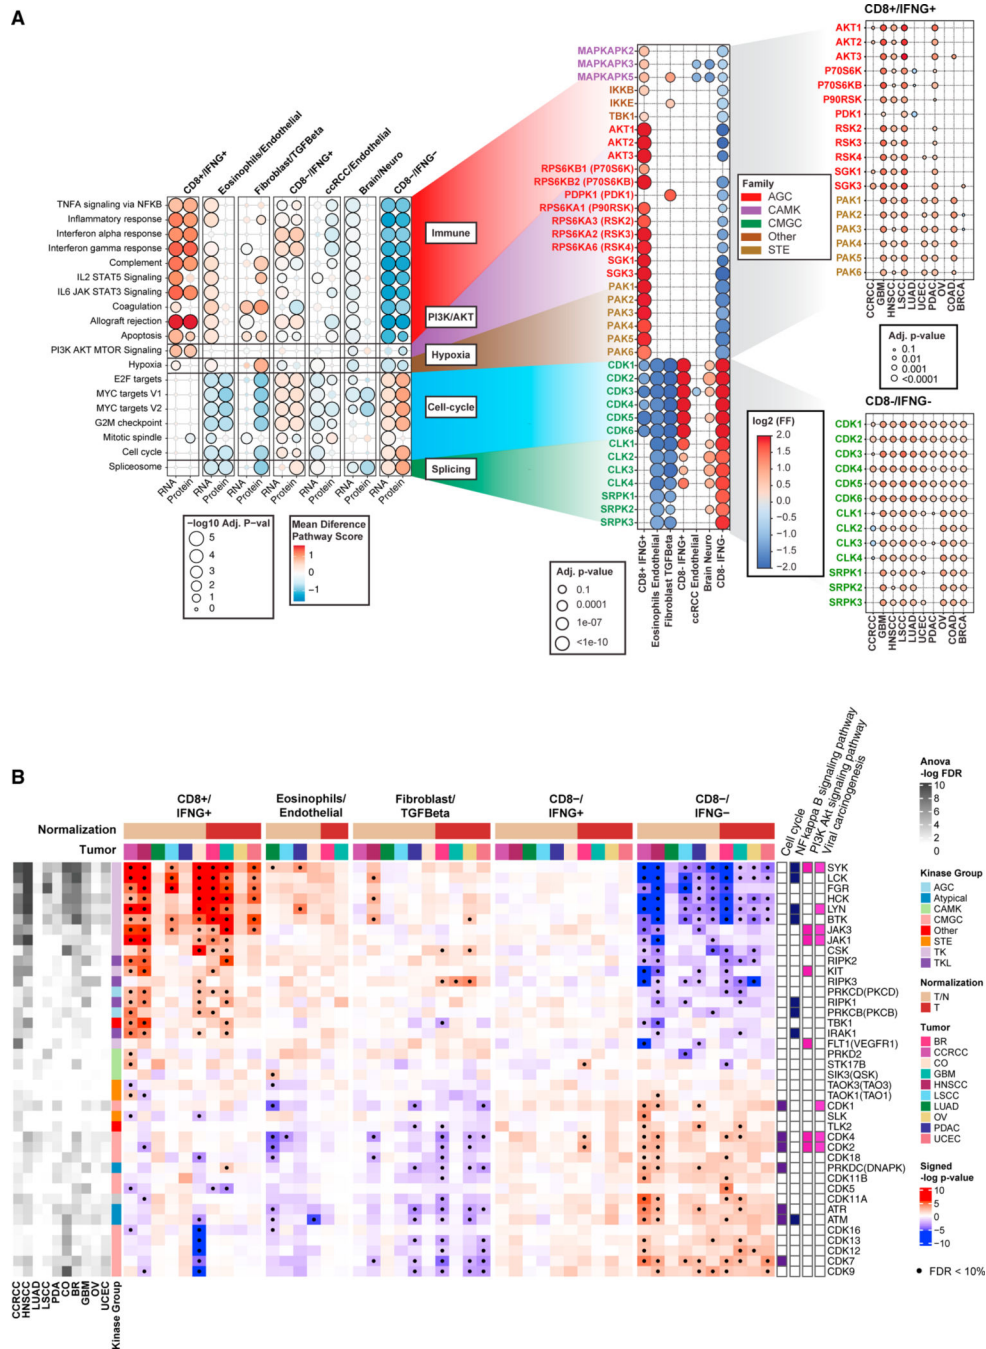 A
CD8+/IFNG+
Eosinophils/Endothelial
Fibroblast/TGFBeta
CD8−/IFNG+
ccRCC/Endothelial
Brain/Neuro
CD8−/IFNG−
TNFA signaling via NFKB
Inflammatory response
Interferon alpha response
Interferon gamma response
Complement
IL2 STAT5 Signaling
IL6 JAK STAT3 Signaling
Coagulation
Allograft rejection
Apoptosis
PI3K AKT MTOR Signaling
Hypoxia
E2F targets
MYC targets V1
MYC targets V2
G2M checkpoint
Mitotic spindle
Cell cycle
Spliceosome
RNA
Protein
RNA
Protein
RNA
Protein
RNA
Protein
RNA
Protein
RNA
Protein
RNA
Protein
−log10 Adj. P-val
5
4
3
2
1
0
Mean Diference
Pathway Score
1
−1
Immune
PI3K/AKT
Hypoxia
Cell-cycle
Splicing
MAPKAPK2
MAPKAPK3
MAPKAPK5
IKKB
IKKE
TBK1
AKT1
AKT2
AKT3
RPS6KB1 (P70S6K)
RPS6KB2 (P70S6KB)
PDPK1 (PDK1)
RPS6KA1 (P90RSK)
RPS6KA3 (RSK2)
RPS6KA2 (RSK3)
RPS6KA6 (RSK4)
SGK1
SGK3
PAK1
PAK2
PAK3
PAK4
PAK5
PAK6
CDK1
CDK2
CDK3
CDK4
CDK5
CDK6
CLK1
CLK2
CLK3
CLK4
SRPK1
SRPK2
SRPK3
CD8+ IFNG+
Eosinophils Endothelial
Fibroblast TGFBeta
CD8- IFNG+
ccRCC Endothelial
Brain Neuro
CD8- IFNG-
Adj. p-value
0.1
0.0001
1e-07
<1e-10
Family
AGC
CAMK
CMGC
Other
STE
log2 (FF)
2.0
1.5
1.0
0.5
0.0
−0.5
−1.0
−1.5
−2.0
CD8+/IFNG+
AKT1
AKT2
AKT3
P70S6K
P70S6KB
P90RSK
PDK1
RSK2
RSK3
RSK4
SGK1
SGK3
PAK1
PAK2
PAK3
PAK4
PAK5
PAK6
CCRCC
GBM
HNSCC
LSCC
LUAD
UCEC
PDAC
OV
COAD
BRCA
Adj. p-value
0.1
0.01
0.001
<0.0001
CD8-/IFNG-
CDK1
CDK2
CDK3
CDK4
CDK5
CDK6
CLK1
CLK2
CLK3
CLK4
SRPK1
SRPK2
SRPK3
CCRCC
GBM
HNSCC
LSCC
LUAD
UCEC
PDAC
OV
COAD
BRCA
B
CD8+/
IFNG+
Eosinophils/
Endothelial
Fibroblast/
TGFBeta
CD8−/
IFNG+
CD8−/
IFNG−
Normalization
Tumor
Cell cycle
NFkappa B signaling pathway
PI3K Akt signaling pathway
Viral carcinogenesis
SYK
LCK
FGR
HCK
LYN
BTK
JAK3
JAK1
CSK
RIPK2
KIT
RIPK3
PRKCD(PKCD)
RIPK1
PRKCB(PKCB)
TBK1
IRAK1
FLT1(VEGFR1)
PRKD2
STK17B
SIK3(QSK)
TAOK3(TAO3)
TAOK1(TAO1)
CDK1
SLK
TLK2
CDK4
CDK2
CDK18
PRKDC(DNAPK)
CDK11B
CDK5
CDK11A
ATR
ATM
CDK16
CDK13
CDK12
CDK7
CDK9
CCRCC
HNSCC
LUAD
LSCC
PDA
CO
BR
GBM
OV
UCEC
Kinase Group
Anova
-log FDR
10
8
6
4
2
0
Kinase Group
AGC
Atypical
CAMK
CMGC
Other
STE
TK
TKL
Normalization
T/N
T
Tumor
BR
CCRCC
CO
GBM
HNSCC
LSCC
LUAD
OV
PDAC
UCEC
Signed
-log p-value
10
5
0
−5
−10
FDR < 10%